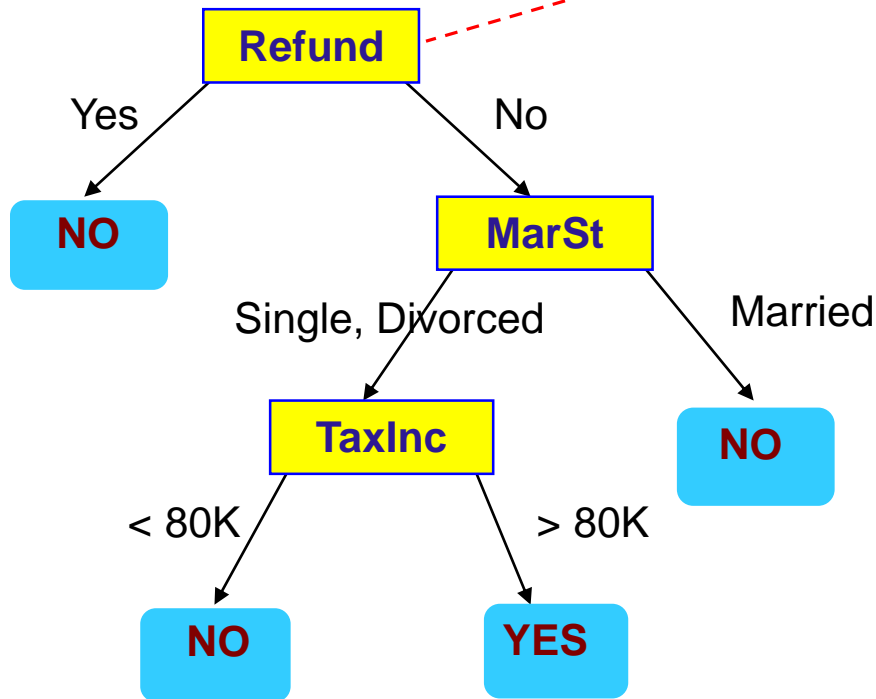 Refund
Yes
No
NO
MarSt
Single, Divorced
Married
TaxInc
NO
< 80K
> 80K
NO
YES